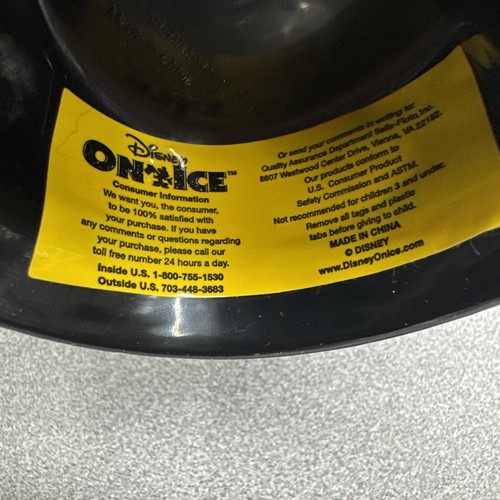 DISNEY
ON ICE™
Consumer Information
We want you, the consumer,
to be 100% satisfied with
your purchase. If you have
any comments or questions regarding
your purchase, please call our
toll free number 24 hours a day.
Inside U.S. 1-800-755-1530
Outside U.S. 703-448-3683
Or send your comments in writing to:
Quality Assurance Department Sells-Floto, Inc.
8607 Westwood Center Drive, Vienna, VA 22182.
Our products conform to
U.S. Consumer Product
Safety Commission and ASTM.
Not recommended for children 3 and under.
Remove all tags and plastic
tabs before giving to child.
MADE IN CHINA
© DISNEY
www.DisneyOnIce.com